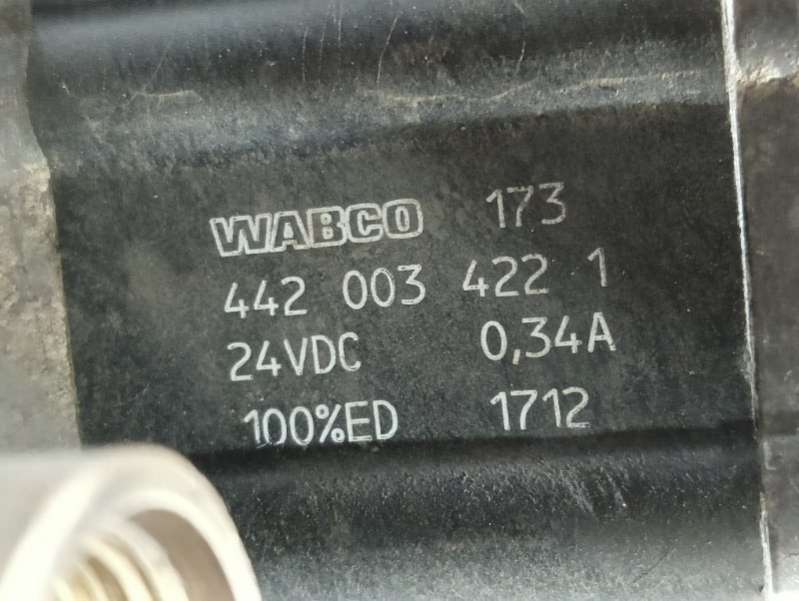 WABCO 173
442 003 422 1
24VDC 0,34A
100%ED 1712